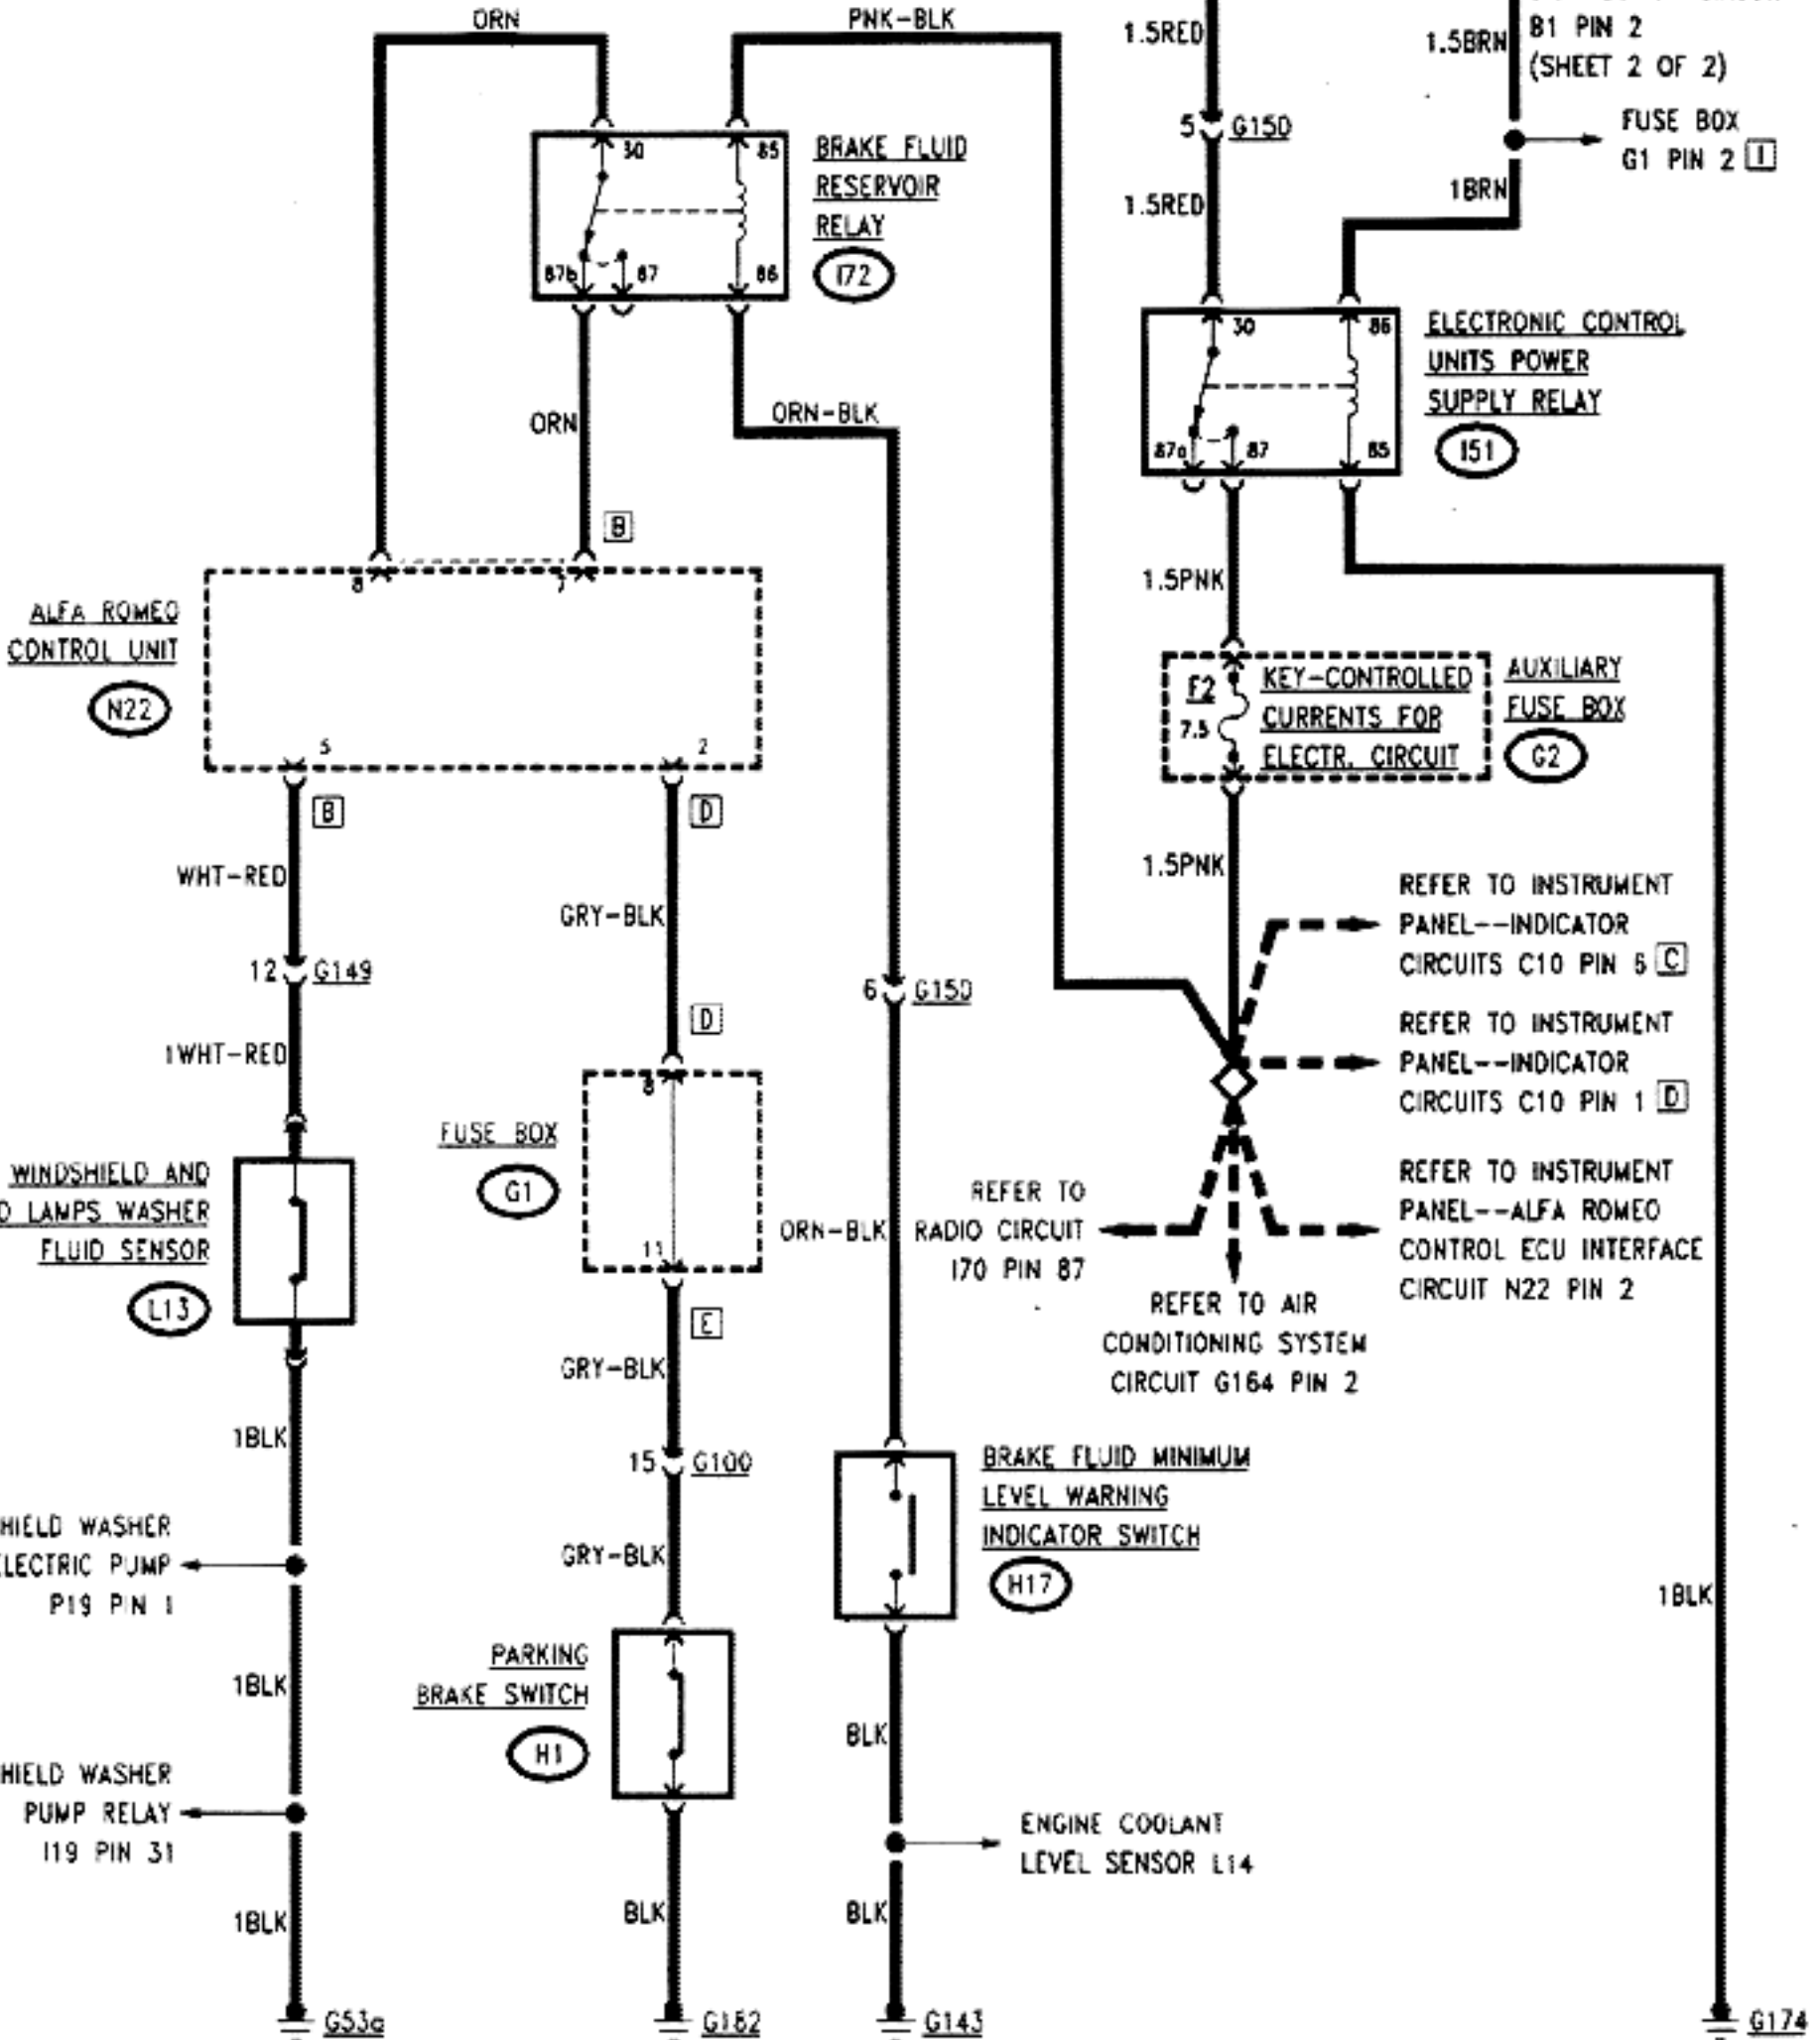 ORN
PNK-BLK
1.5RED
1.5BRN
B1 PIN 2
(SHEET 2 OF 2)
5 G150
FUSE BOX
G1 PIN 2 I
1.5RED
1BRN
30
85
87b
87
86
BRAKE FLUID
RESERVOIR
RELAY
I72
30
86
87a
87
85
ELECTRONIC CONTROL
UNITS POWER
SUPPLY RELAY
I51
ORN
ORN-BLK
B
1.5PNK
8
7
ALFA ROMEO
CONTROL UNIT
N22
5
2
F2
7.5
KEY-CONTROLLED
CURRENTS FOR
ELECTR. CIRCUIT
AUXILIARY
FUSE BOX
G2
B
D
WHT-RED
GRY-BLK
1.5PNK
REFER TO INSTRUMENT
PANEL--INDICATOR
CIRCUITS C10 PIN 6 C
12 G149
6 G150
D
REFER TO INSTRUMENT
PANEL--INDICATOR
CIRCUITS C10 PIN 1 D
1WHT-RED
8
FUSE BOX
G1
11
WINDSHIELD AND
LAMPS WASHER
FLUID SENSOR
L13
ORN-BLK
REFER TO
RADIO CIRCUIT
I70 PIN 87
REFER TO INSTRUMENT
PANEL--ALFA ROMEO
CONTROL ECU INTERFACE
CIRCUIT N22 PIN 2
REFER TO AIR
CONDITIONING SYSTEM
CIRCUIT G164 PIN 2
E
GRY-BLK
1BLK
15 G100
BRAKE FLUID MINIMUM
LEVEL WARNING
INDICATOR SWITCH
H17
HIELD WASHER
LECTRIC PUMP
P19 PIN 1
GRY-BLK
1BLK
PARKING
BRAKE SWITCH
H1
1BLK
BLK
HIELD WASHER
PUMP RELAY
I19 PIN 31
ENGINE COOLANT
LEVEL SENSOR L14
1BLK
BLK
BLK
G53a
G182
G143
G174